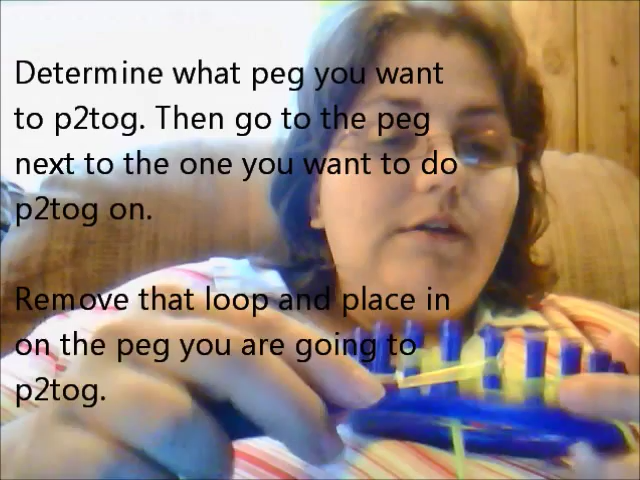 Determine what peg you want
to p2tog. Then go to the peg
next to the one you want to do
p2tog on.
Remove that loop and place in
on the peg you are going to
p2tog.